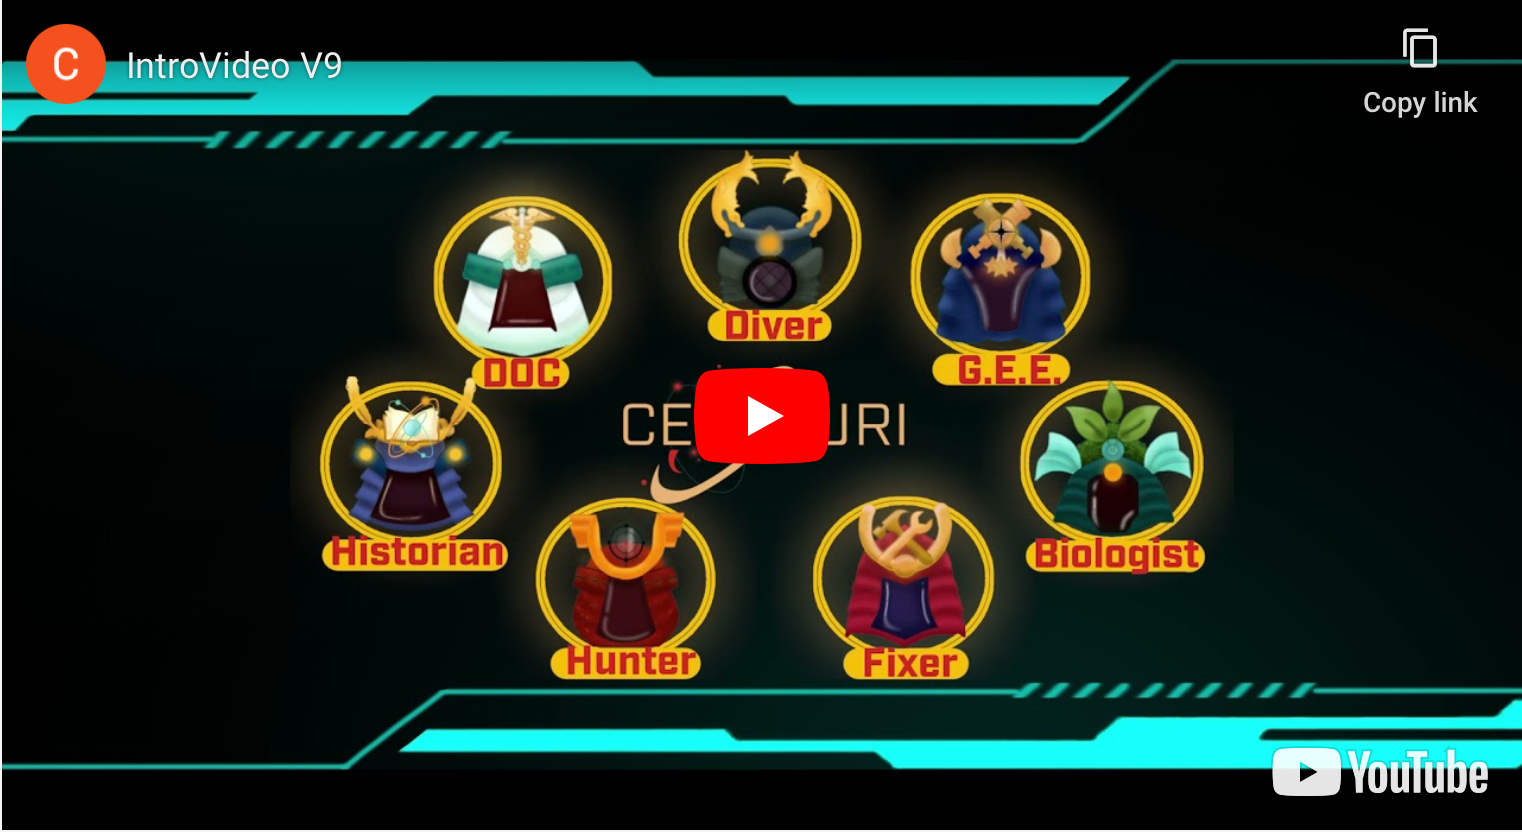 C
IntroVideo V9
Copy link
Diver
DOC
G.E.E.
Historian
Biologist
Hunter
Fixer
YouTube